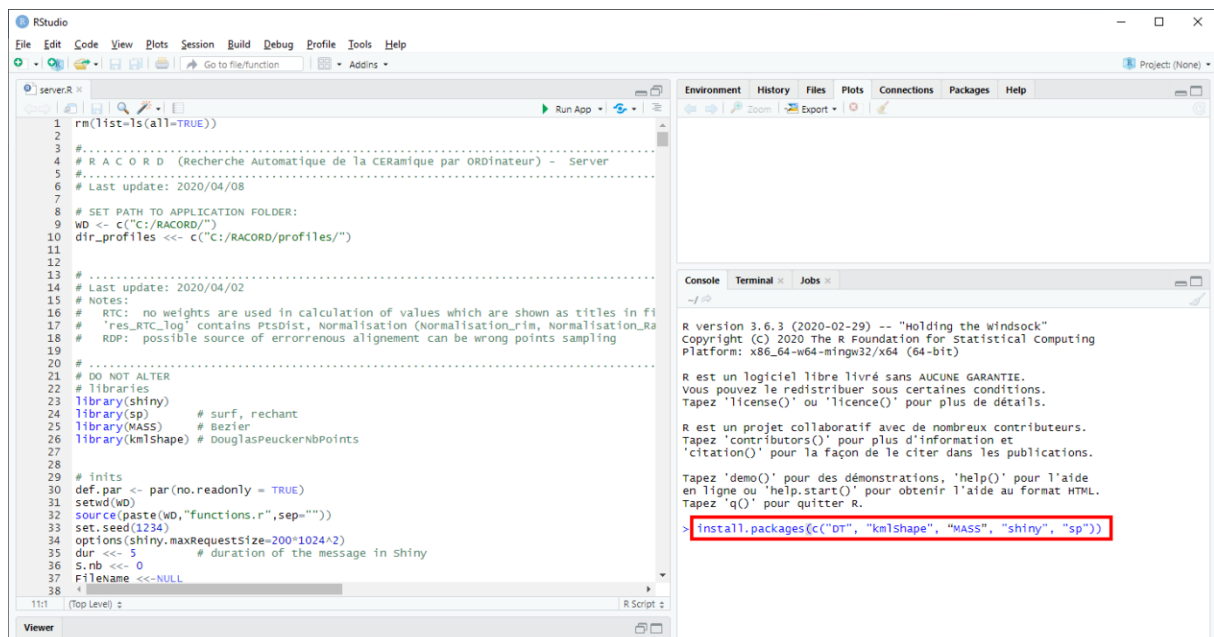 RStudio
File Edit Code View Plots Session Build Debug Profile Tools Help
Go to file/function Addins Project: (None)
server.R
Run App
1 rm(list=ls(all=TRUE))
2
3 #.....................................................................................
4 # R A C O R D (Recherche Automatique de la CERamique par ORDinateur) - Server
5 #.....................................................................................
6 # Last update: 2020/04/08
7
8 # SET PATH TO APPLICATION FOLDER:
9 WD <- c("C:/RACORD/")
10 dir_profiles <<- c("C:/RACORD/profiles/")
11
12
13 # ....................................................................................
14 # Last update: 2020/04/02
15 # Notes:
16 # RTC: no weights are used in calculation of values which are shown as titles in fi
17 # 'res_RTC_log' contains PtsDist, Normalisation (Normalisation_rim, Normalisation_Ra
18 # RDP: possible source of errorrenous alignement can be wrong points sampling
19
20 # ....................................................................................
21 # DO NOT ALTER
22 # libraries
23 library(shiny)
24 library(sp) # surf, rechant
25 library(MASS) # Bezier
26 library(kmlShape) # DouglasPeuckerNbPoints
27
28
29 # inits
30 def.par <- par(no.readonly = TRUE)
31 setwd(WD)
32 source(paste(WD,"functions.r",sep=""))
33 set.seed(1234)
34 options(shiny.maxRequestSize=200*1024^2)
35 dur <<- 5 # duration of the message in Shiny
36 S.nb <<- 0
37 FileName <<-NULL
38
11:1 (Top Level) R Script
Viewer
Environment History Files Plots Connections Packages Help
Zoom Export
Console Terminal Jobs
~/
R version 3.6.3 (2020-02-29) -- "Holding the Windsock"
Copyright (C) 2020 The R Foundation for Statistical Computing
Platform: x86_64-w64-mingw32/x64 (64-bit)
R est un logiciel libre livré sans AUCUNE GARANTIE.
Vous pouvez le redistribuer sous certaines conditions.
Tapez 'license()' ou 'licence()' pour plus de détails.
R est un projet collaboratif avec de nombreux contributeurs.
Tapez 'contributors()' pour plus d'information et
'citation()' pour la façon de le citer dans les publications.
Tapez 'demo()' pour des démonstrations, 'help()' pour l'aide
en ligne ou 'help.start()' pour obtenir l'aide au format HTML.
Tapez 'q()' pour quitter R.
> install.packages(c("DT", "kmlShape", "MASS", "shiny", "sp"))